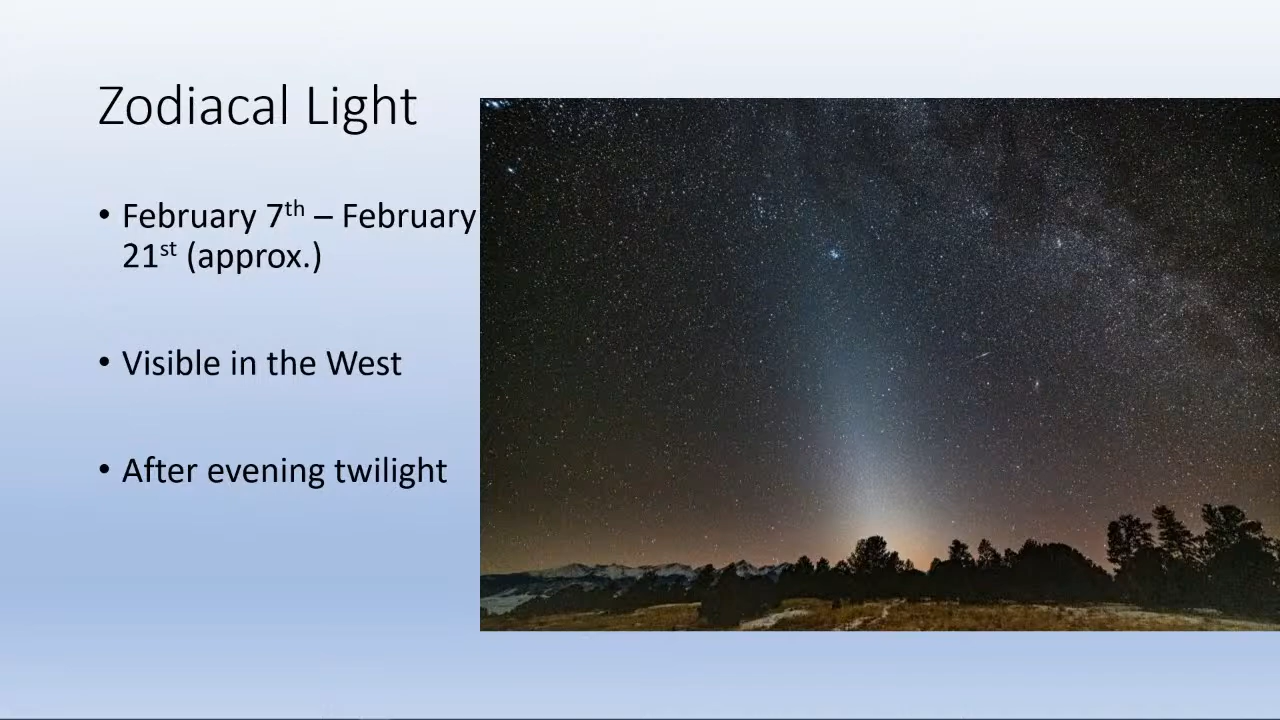 Zodiacal Light
• February 7th – February
21st (approx.)
• Visible in the West
• After evening twilight